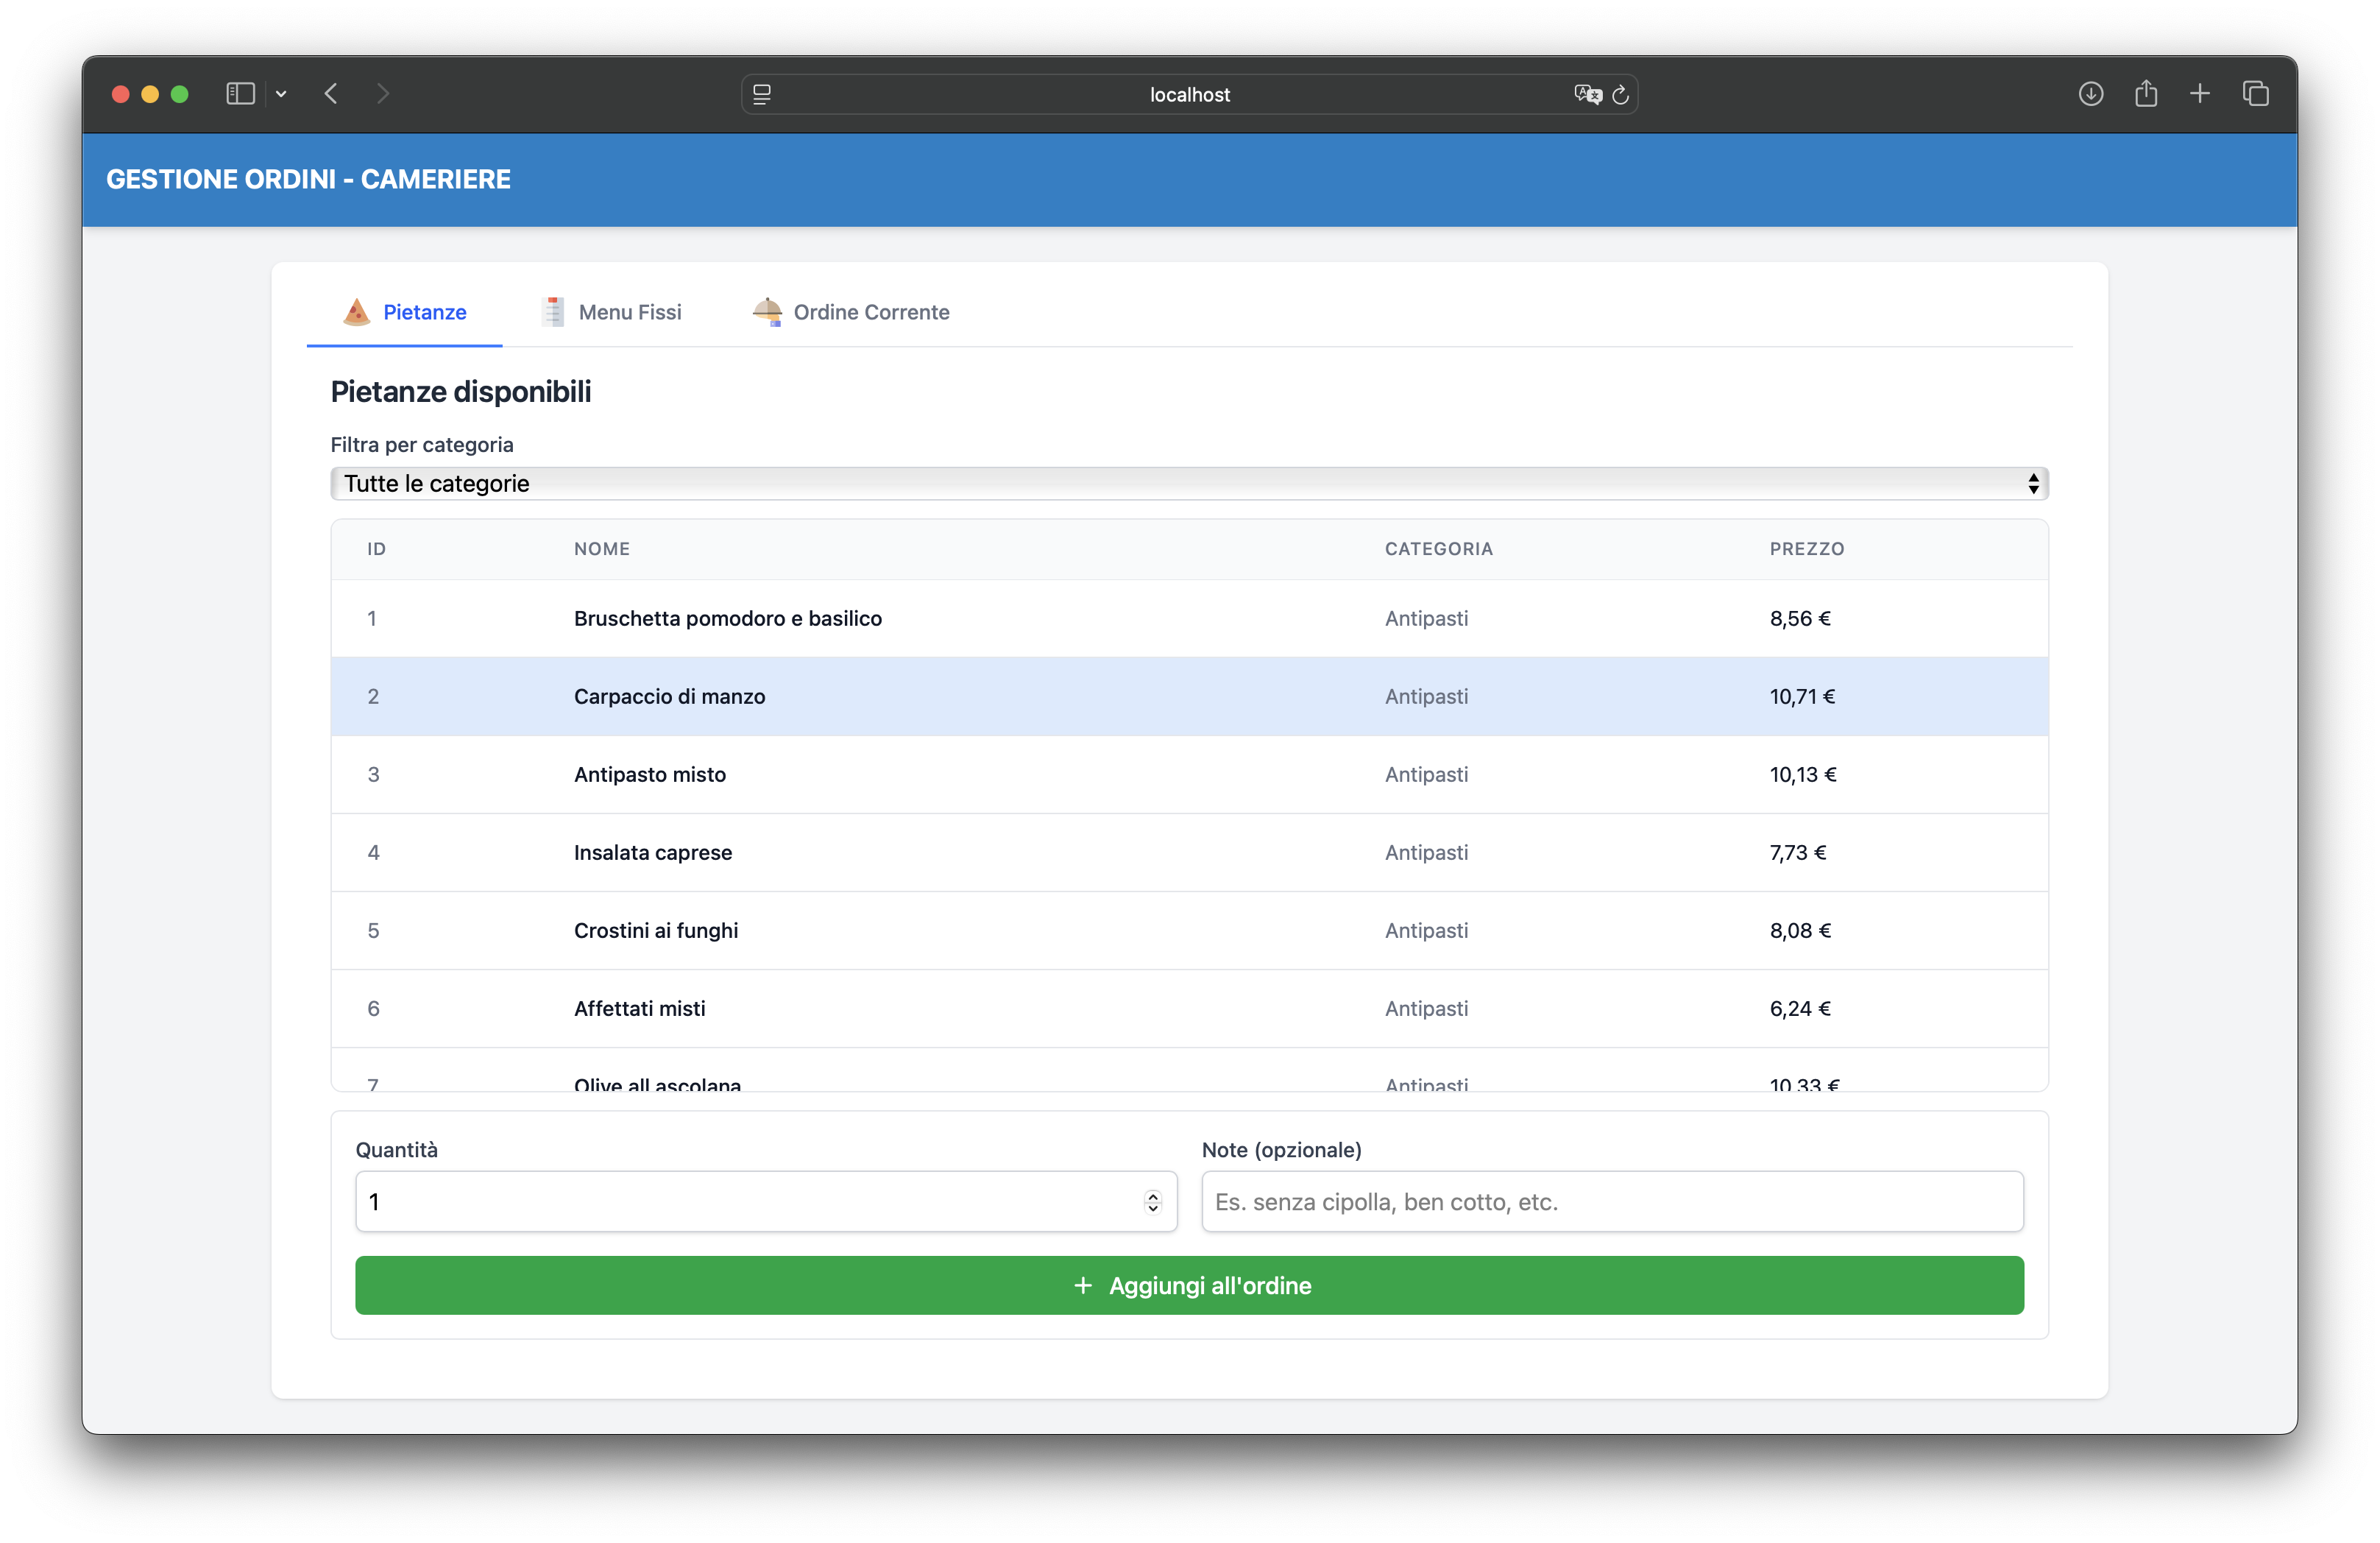 localhost
GESTIONE ORDINI - CAMERIERE
Pietanze Menu Fissi Ordine Corrente
Pietanze disponibili
Filtra per categoria
Tutte le categorie
ID NOME CATEGORIA PREZZO
1 Bruschetta pomodoro e basilico Antipasti 8,56 €
2 Carpaccio di manzo Antipasti 10,71 €
3 Antipasto misto Antipasti 10,13 €
4 Insalata caprese Antipasti 7,73 €
5 Crostini ai funghi Antipasti 8,08 €
6 Affettati misti Antipasti 6,24 €
7 Olive all ascolana Antipasti 10,33 €
Quantità Note (opzionale)
1 Es. senza cipolla, ben cotto, etc.
+ Aggiungi all'ordine